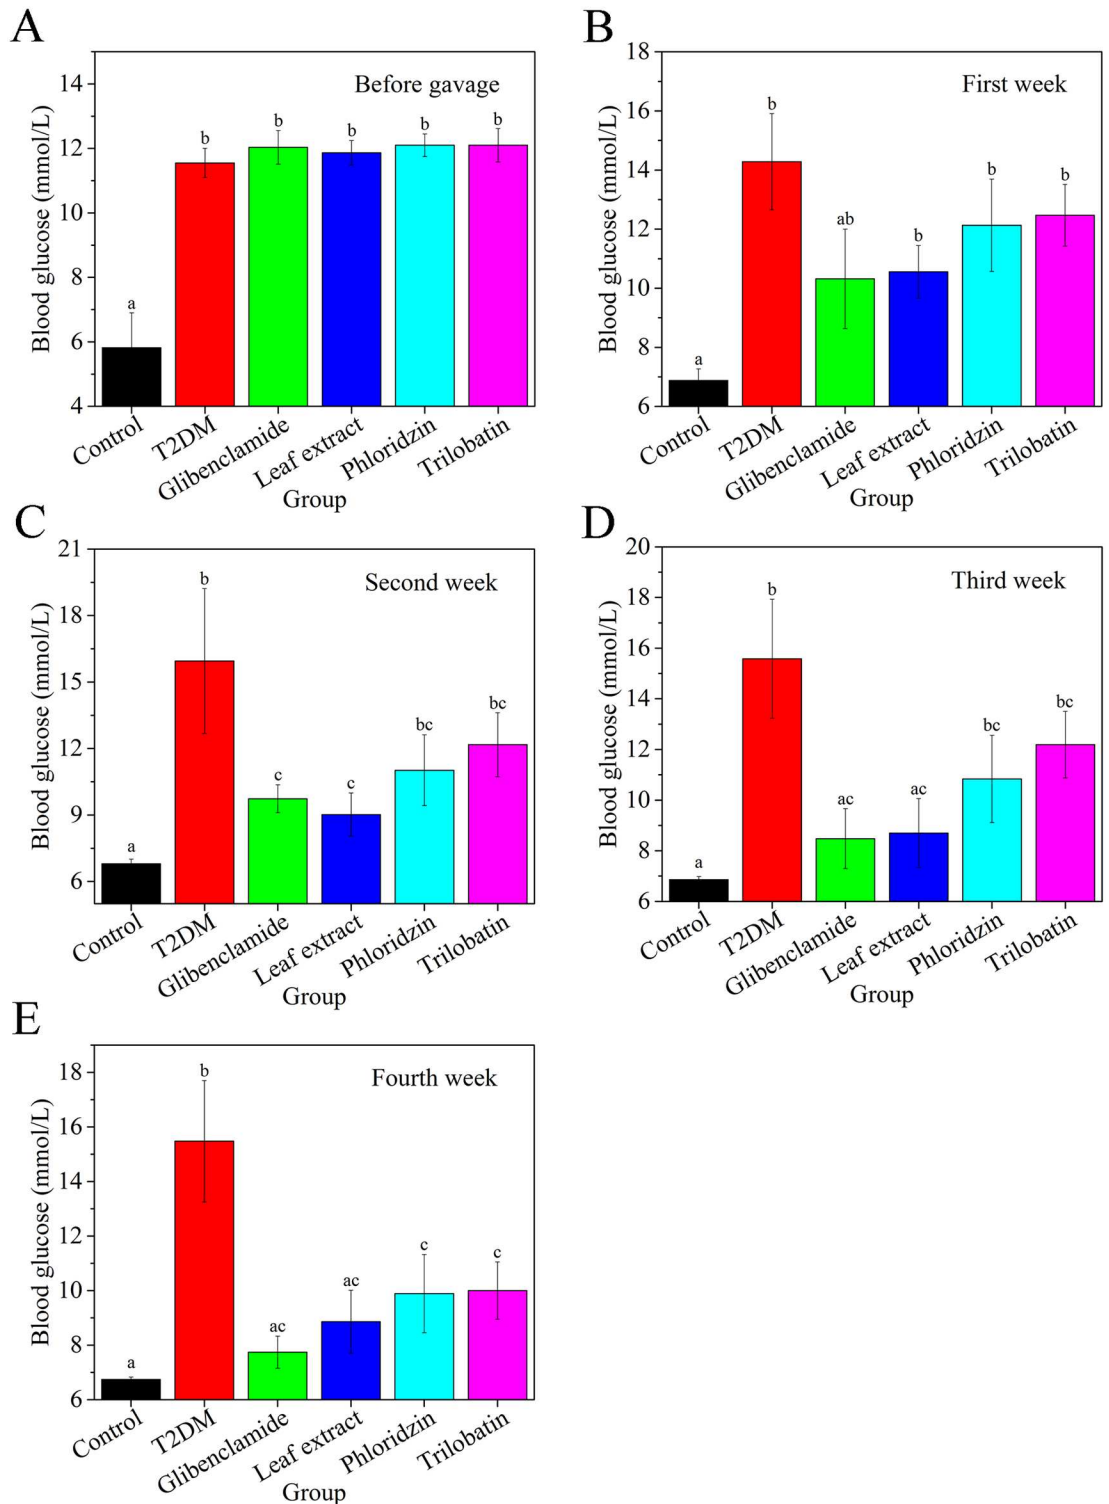 A
Before gavage
Blood glucose (mmol/L)
14
12
10
8
6
4
a
b
b
b
b
b
Control
T2DM
Glibenclamide
Leaf extract
Phloridzin
Trilobatin
Group
B
First week
Blood glucose (mmol/L)
18
16
14
12
10
8
6
a
b
ab
b
b
b
Control
T2DM
Glibenclamide
Leaf extract
Phloridzin
Trilobatin
Group
C
Second week
Blood glucose (mmol/L)
21
18
15
12
9
6
a
b
c
c
bc
bc
Control
T2DM
Glibenclamide
Leaf extract
Phloridzin
Trilobatin
Group
D
Third week
Blood glucose (mmol/L)
20
18
16
14
12
10
8
6
a
b
ac
ac
bc
bc
Control
T2DM
Glibenclamide
Leaf extract
Phloridzin
Trilobatin
Group
E
Fourth week
Blood glucose (mmol/L)
18
16
14
12
10
8
6
a
b
ac
ac
c
c
Control
T2DM
Glibenclamide
Leaf extract
Phloridzin
Trilobatin
Group